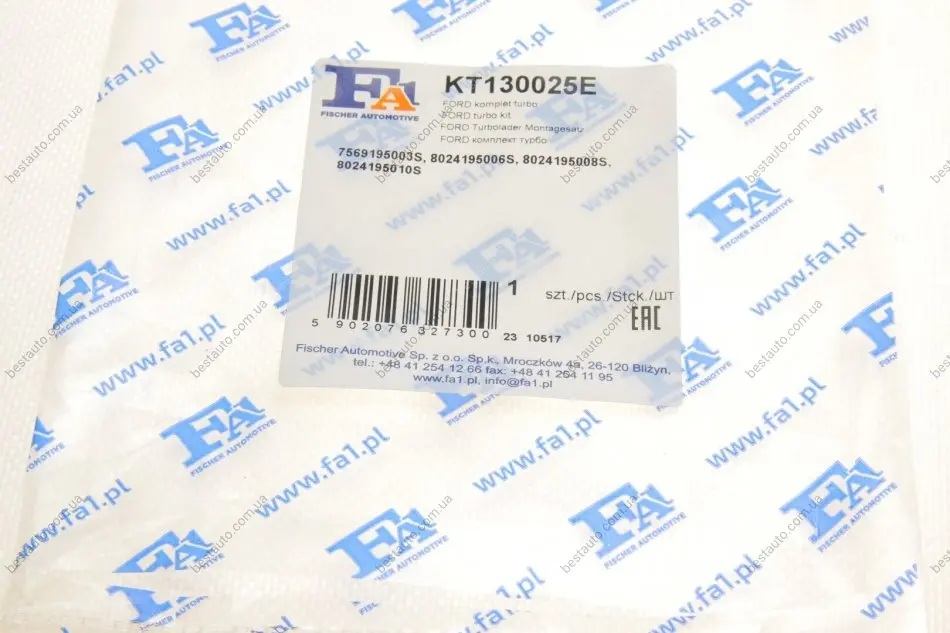 FA1
FISCHER AUTOMOTIVE
KT130025E
FORD komplet turbo
FORD turbo kit
FORD Turbolader Montagesatz
FORD комплект турбо
7569195003S, 8024195006S, 8024195008S,
8024195010S
1 szt./pcs./Stck./шт
5 902076 327300 23 10517
EAC
Fischer Automotive Sp. z o.o. Sp.k., Mroczków 4a, 26-120 Bliżyn,
tel.: +48 41 254 12 66 fax: +48 41 254 11 95
www.fa1.pl, info@fa1.pl
www.fa1.pl
bestauto.com.ua